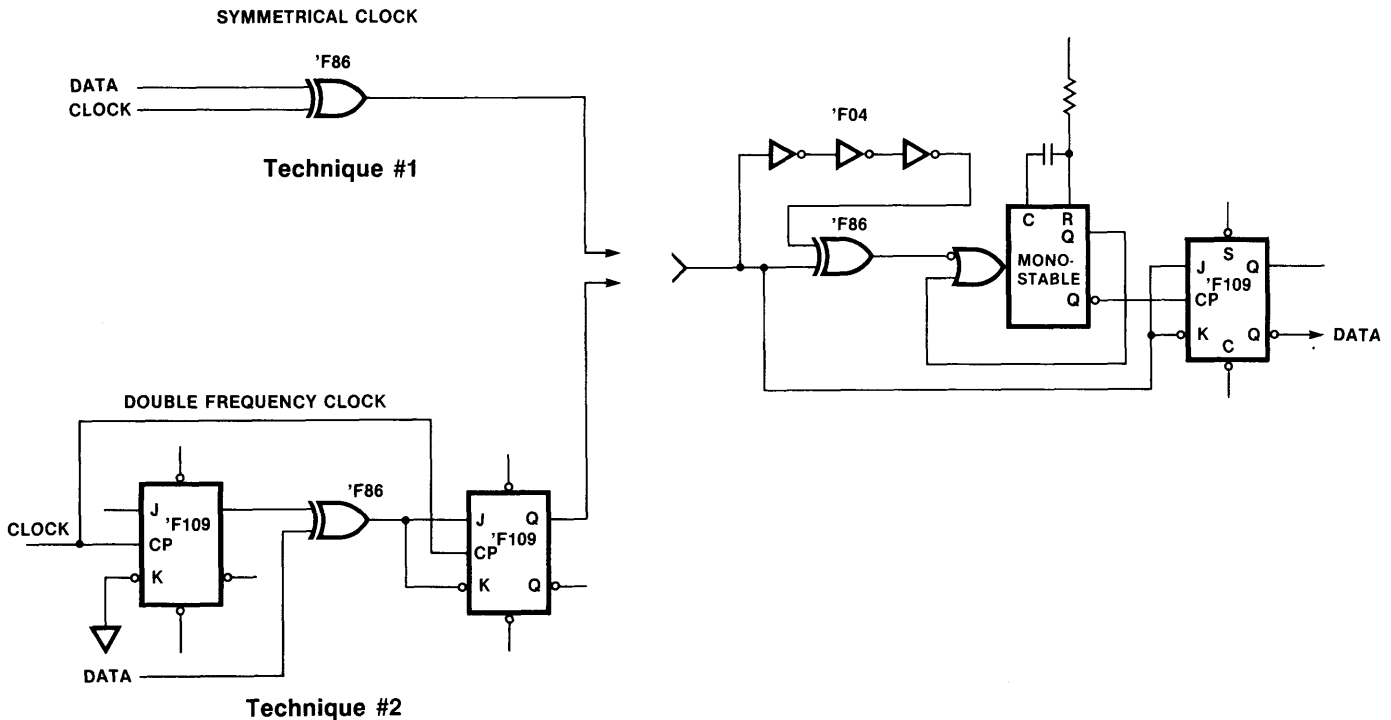 SYMMETRICAL CLOCK
'F86
DATA
CLOCK
Technique #1
'F04
'F86
C R
Q
MONO-
STABLE
Q
S
J Q
'F109
CP
K Q
C
DATA
DOUBLE FREQUENCY CLOCK
'F86
CLOCK
J
'F109
CP
K
J Q
'F109
CP
K Q
DATA
Technique #2